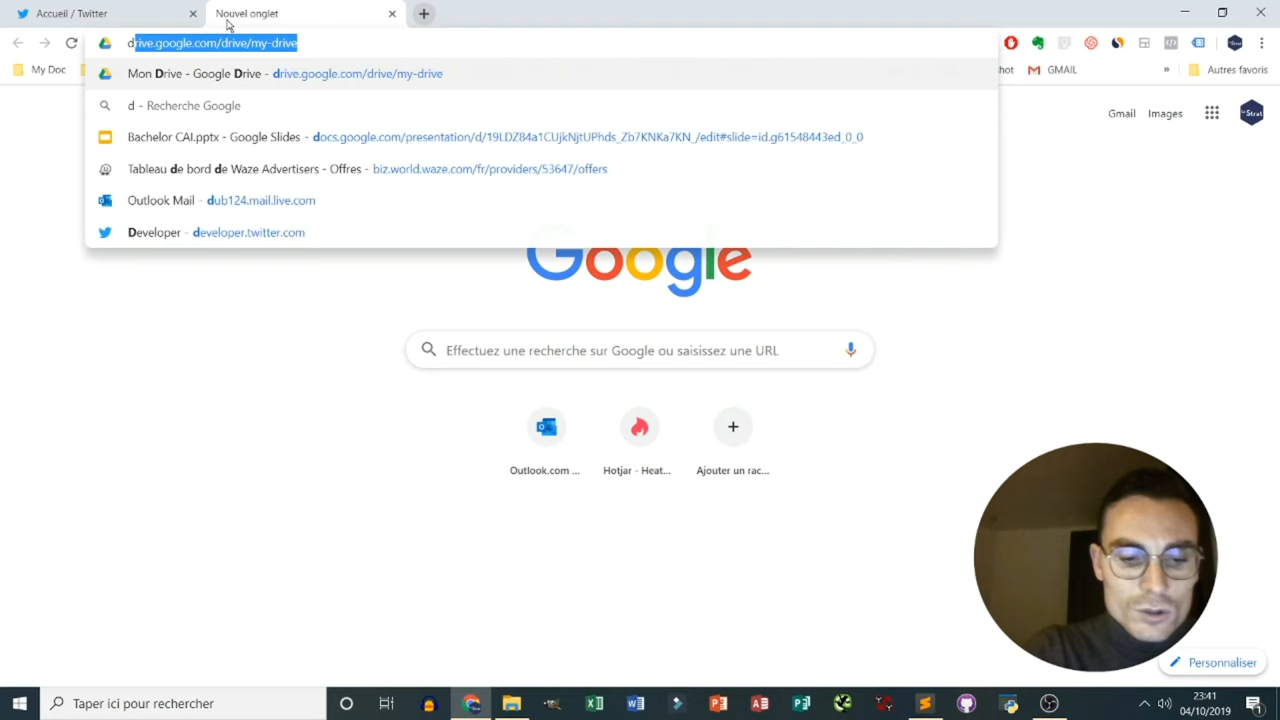 Accueil / Twitter
Nouvel onglet
drive.google.com/drive/my-drive
Mon Drive - Google Drive - drive.google.com/drive/my-drive
d - Recherche Google
Bachelor CAI.pptx - Google Slides - docs.google.com/presentation/d/19LDZ84a1CUjkNjtUPhds_Zb7KNKa7KN_/edit#slide=id.g61548443ed_0_0
Tableau de bord de Waze Advertisers - Offres - biz.world.waze.com/fr/providers/53647/offers
Outlook Mail - dub124.mail.live.com
Developer - developer.twitter.com
My Doc
hot
GMAIL
»
Autres favoris
Gmail
Images
Strat
Google
Effectuez une recherche sur Google ou saisissez une URL
Outlook.com ...
Hotjar - Heat...
Ajouter un rac...
Personnaliser
Taper ici pour rechercher
23:41
04/10/2019
1